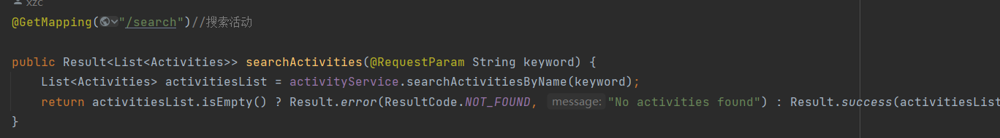 xzc
@GetMapping("/search")//搜索活动
public Result<List<Activities>> searchActivities(@RequestParam String keyword) {
List<Activities> activitiesList = activityService.searchActivitiesByName(keyword);
return activitiesList.isEmpty() ? Result.error(ResultCode.NOT_FOUND, message: "No activities found") : Result.success(activitiesList
}